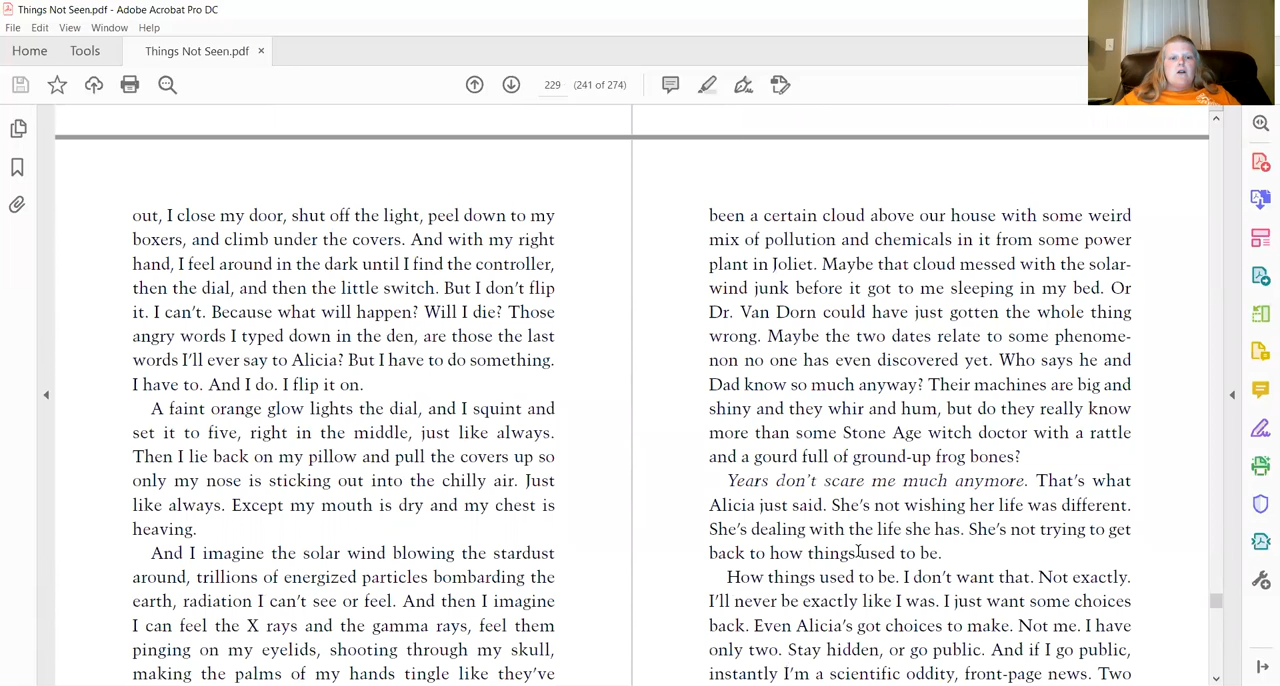 Things Not Seen.pdf - Adobe Acrobat Pro DC
File Edit View Window Help
Home Tools Things Not Seen.pdf ×
229 (241 of 274)
out, I close my door, shut off the light, peel down to my
boxers, and climb under the covers. And with my right
hand, I feel around in the dark until I find the controller,
then the dial, and then the little switch. But I don't flip
it. I can't. Because what will happen? Will I die? Those
angry words I typed down in the den, are those the last
words I'll ever say to Alicia? But I have to do something.
I have to. And I do. I flip it on.
A faint orange glow lights the dial, and I squint and
set it to five, right in the middle, just like always.
Then I lie back on my pillow and pull the covers up so
only my nose is sticking out into the chilly air. Just
like always. Except my mouth is dry and my chest is
heaving.
And I imagine the solar wind blowing the stardust
around, trillions of energized particles bombarding the
earth, radiation I can't see or feel. And then I imagine
I can feel the X rays and the gamma rays, feel them
pinging on my eyelids, shooting through my skull,
making the palms of my hands tingle like they've
been a certain cloud above our house with some weird
mix of pollution and chemicals in it from some power
plant in Joliet. Maybe that cloud messed with the solar-
wind junk before it got to me sleeping in my bed. Or
Dr. Van Dorn could have just gotten the whole thing
wrong. Maybe the two dates relate to some phenome-
non no one has even discovered yet. Who says he and
Dad know so much anyway? Their machines are big and
shiny and they whir and hum, but do they really know
more than some Stone Age witch doctor with a rattle
and a gourd full of ground-up frog bones?
Years don't scare me much anymore. That's what
Alicia just said. She's not wishing her life was different.
She's dealing with the life she has. She's not trying to get
back to how things used to be.
How things used to be. I don't want that. Not exactly.
I'll never be exactly like I was. I just want some choices
back. Even Alicia's got choices to make. Not me. I have
only two. Stay hidden, or go public. And if I go public,
instantly I'm a scientific oddity, front-page news. Two